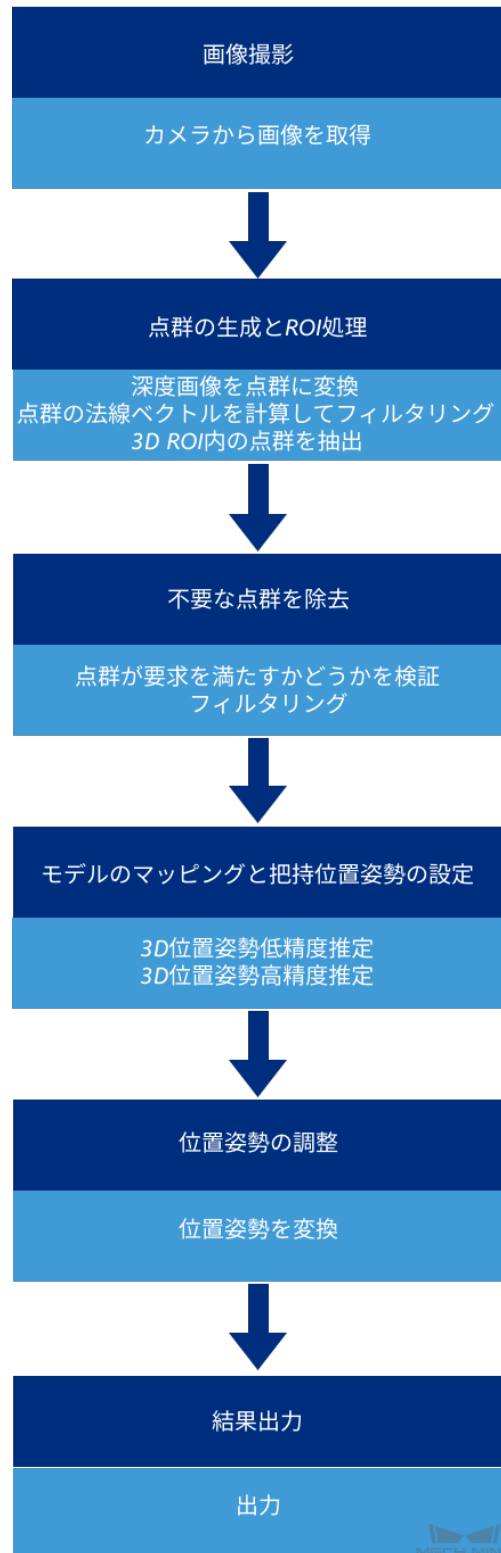 画像撮影
カメラから画像を取得
点群の生成とROI処理
深度画像を点群に変換
点群の法線ベクトルを計算してフィルタリング
3D ROI内の点群を抽出
不要な点群を除去
点群が要求を満たすかどうかを検証
フィルタリング
モデルのマッピングと把持位置姿勢の設定
3D位置姿勢低精度推定
3D位置姿勢高精度推定
位置姿勢の調整
位置姿勢を変換
結果出力
出力